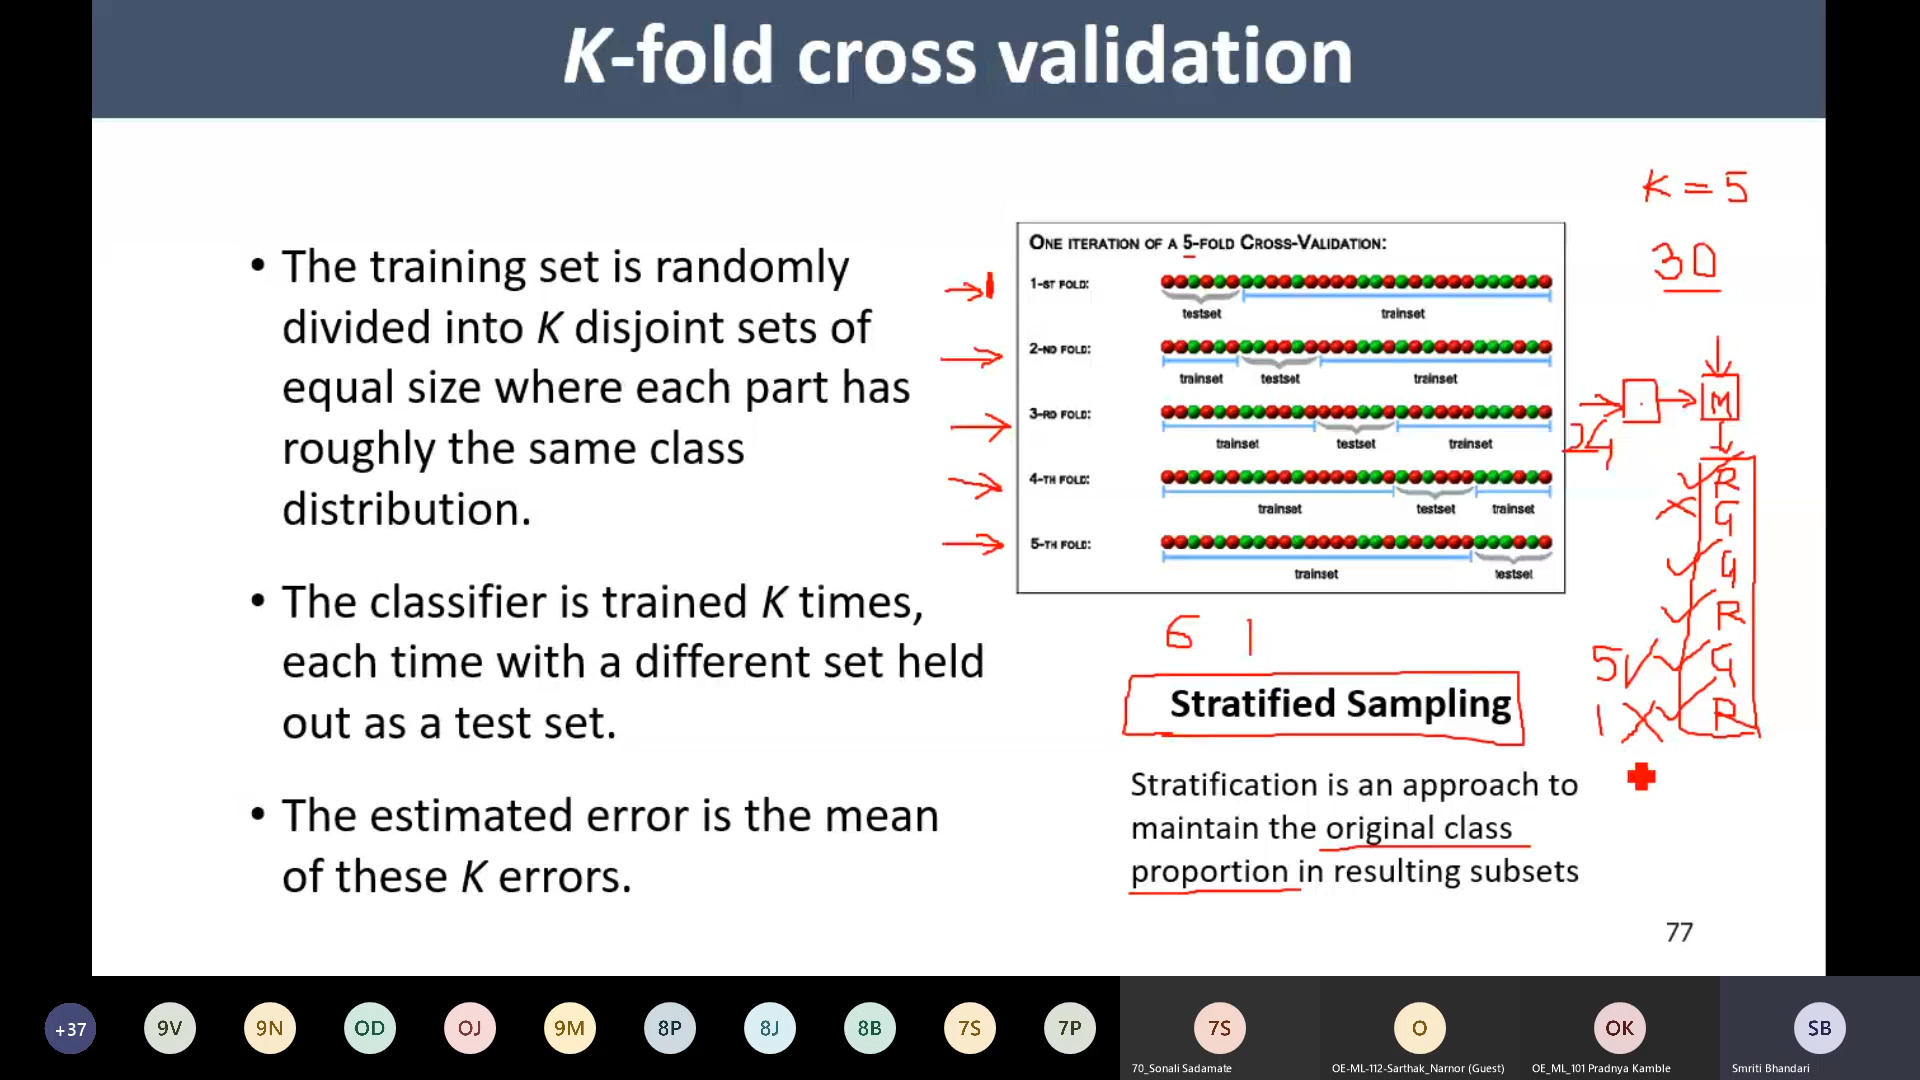 K-fold cross validation
• The training set is randomly
divided into K disjoint sets of
equal size where each part has
roughly the same class
distribution.
• The classifier is trained K times,
each time with a different set held
out as a test set.
• The estimated error is the mean
of these K errors.
ONE ITERATION OF A 5-FOLD CROSS-VALIDATION:
1-ST FOLD:
testset trainset
2-ND FOLD:
trainset testset trainset
3-RD FOLD:
trainset testset trainset
4-TH FOLD:
trainset testset trainset
5-TH FOLD:
trainset testset
6 1
Stratified Sampling
Stratification is an approach to
maintain the original class
proportion in resulting subsets
K = 5
30
M
24
R
G
G
R
5 G
1 X R
77
+37 9V 9N OD OJ 9M 8P 8J 8B 7S 7P 7S O OK SB
70_Sonali Sadamate OE-ML-112-Sarthak_Narnor (Guest) OE_ML_101 Pradnya Kamble Smriti Bhandari